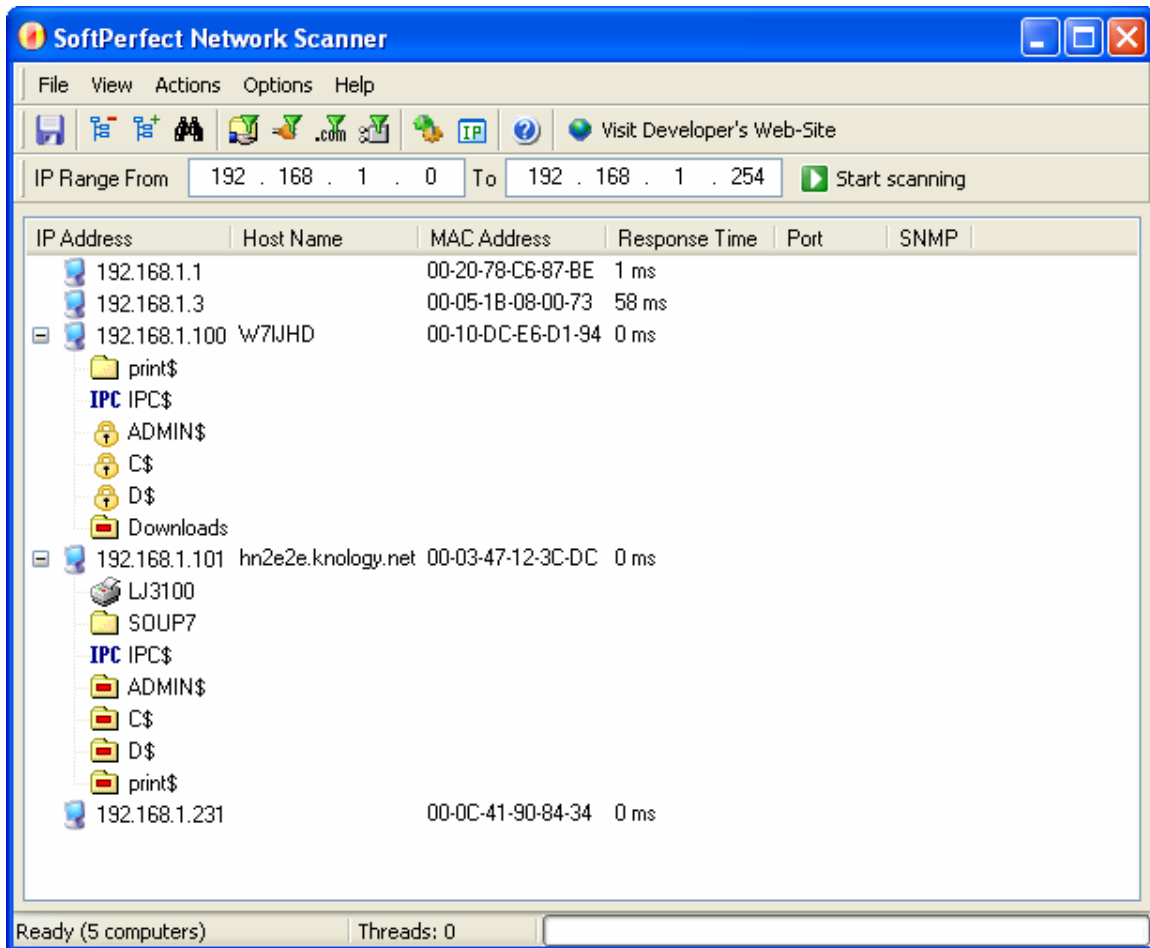 SoftPerfect Network Scanner
File View Actions Options Help
.com IP ? Visit Developer's Web-Site
IP Range From 192 . 168 . 1 . 0 To 192 . 168 . 1 . 254 Start scanning
IP Address Host Name MAC Address Response Time Port SNMP
192.168.1.1 00-20-78-C6-87-BE 1 ms
192.168.1.3 00-05-1B-08-00-73 58 ms
192.168.1.100 W7IJHD 00-10-DC-E6-D1-94 0 ms
print$
IPC IPC$
ADMIN$
C$
D$
Downloads
192.168.1.101 hn2e2e.knology.net 00-03-47-12-3C-DC 0 ms
LJ3100
SOUP7
IPC IPC$
ADMIN$
C$
D$
print$
192.168.1.231 00-0C-41-90-84-34 0 ms
Ready (5 computers) Threads: 0